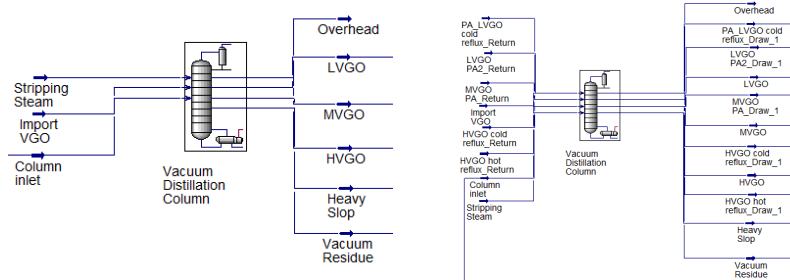 Overhead
LVGO
Stripping
Steam
MVGO
Import
VGO
HVGO
Column
inlet
Vacuum
Distillation
Column
Heavy
Slop
Vacuum
Residue
PA_LVGO
cold
reflux_Return
LVGO
PA2_Return
MVGO
PA_Return
Import
VGO
HVGO cold
reflux_Return
HVGO hot
reflux_Return
Column
inlet
Stripping
Steam
Vacuum
Distillation
Column
Overhead
PA_LVGO cold
reflux_Draw_1
LVGO
PA2_Draw_1
LVGO
MVGO
PA_Draw_1
MVGO
HVGO cold
reflux_Draw_1
HVGO
HVGO hot
reflux_Draw_1
Heavy
Slop
Vacuum
Residue